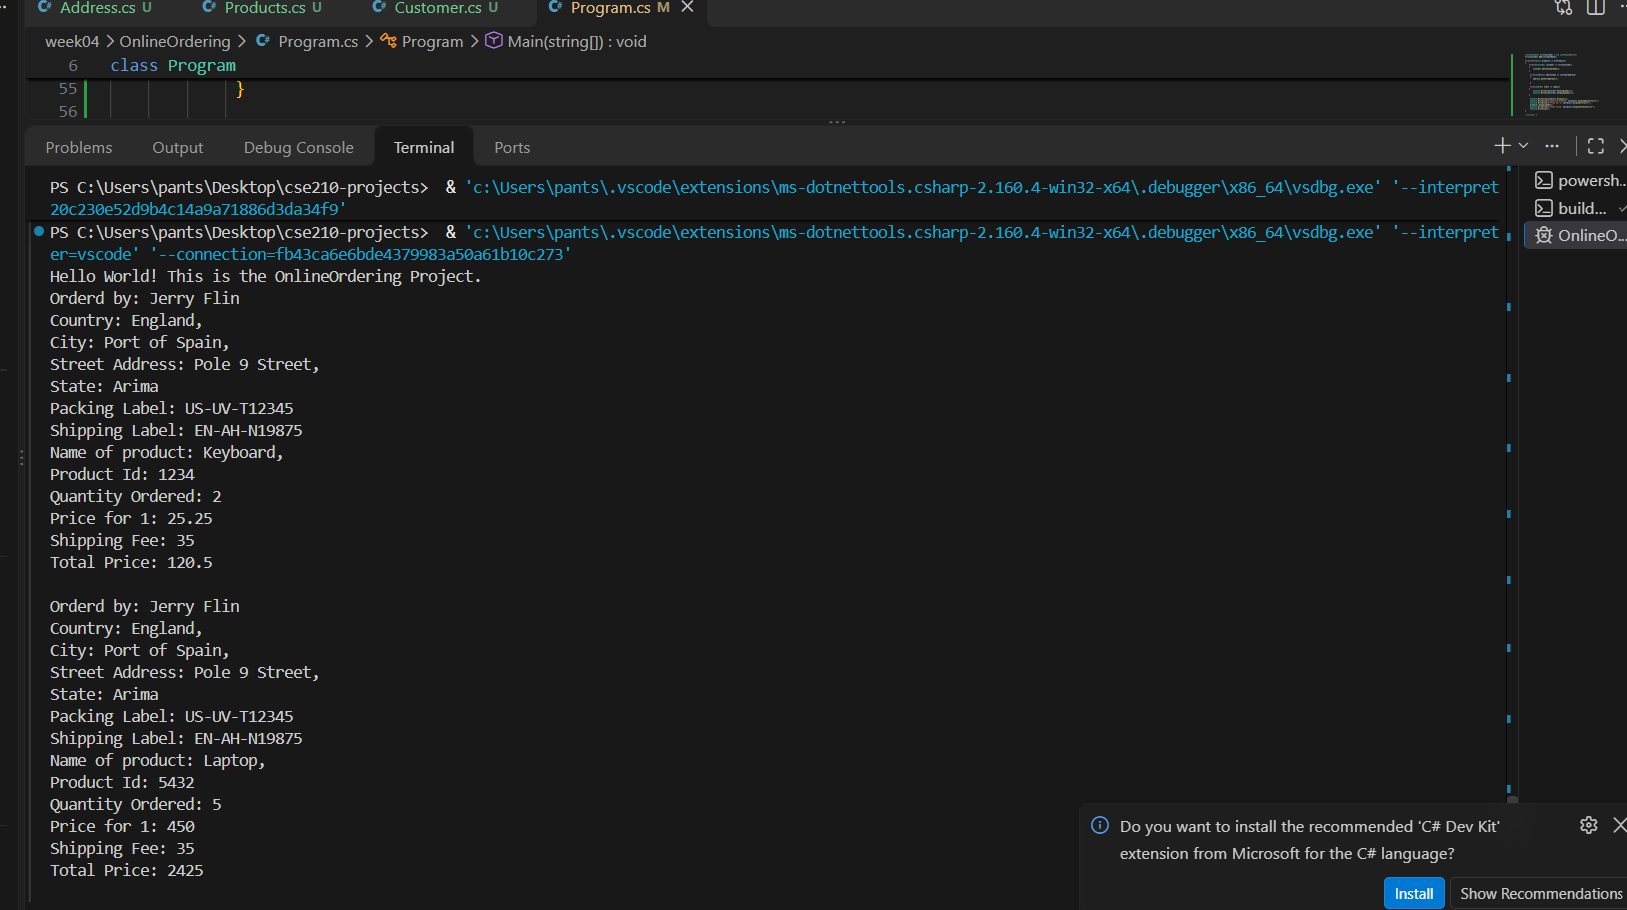 Address.cs U
Products.cs U
Customer.cs U
Program.cs M
week04 > OnlineOrdering > Program.cs > Program > Main(string[]) : void
6 class Program
55 }
56
Problems
Output
Debug Console
Terminal
Ports
PS C:\Users\pants\Desktop\cse210-projects>  & 'c:\Users\pants\.vscode\extensions\ms-dotnettools.csharp-2.160.4-win32-x64\.debugger\x86_64\vsdbg.exe' '--interpret
20c230e52d9b4c14a9a71886d3da34f9'
PS C:\Users\pants\Desktop\cse210-projects>  & 'c:\Users\pants\.vscode\extensions\ms-dotnettools.csharp-2.160.4-win32-x64\.debugger\x86_64\vsdbg.exe' '--interpret
er=vscode' '--connection=fb43ca6e6bde4379983a50a61b10c273'
Hello World! This is the OnlineOrdering Project.
Orderd by: Jerry Flin
Country: England,
City: Port of Spain,
Street Address: Pole 9 Street,
State: Arima
Packing Label: US-UV-T12345
Shipping Label: EN-AH-N19875
Name of product: Keyboard,
Product Id: 1234
Quantity Ordered: 2
Price for 1: 25.25
Shipping Fee: 35
Total Price: 120.5
Orderd by: Jerry Flin
Country: England,
City: Port of Spain,
Street Address: Pole 9 Street,
State: Arima
Packing Label: US-UV-T12345
Shipping Label: EN-AH-N19875
Name of product: Laptop,
Product Id: 5432
Quantity Ordered: 5
Price for 1: 450
Shipping Fee: 35
Total Price: 2425
powersh...
build...
OnlineO...
Do you want to install the recommended 'C# Dev Kit'
extension from Microsoft for the C# language?
Install
Show Recommendations